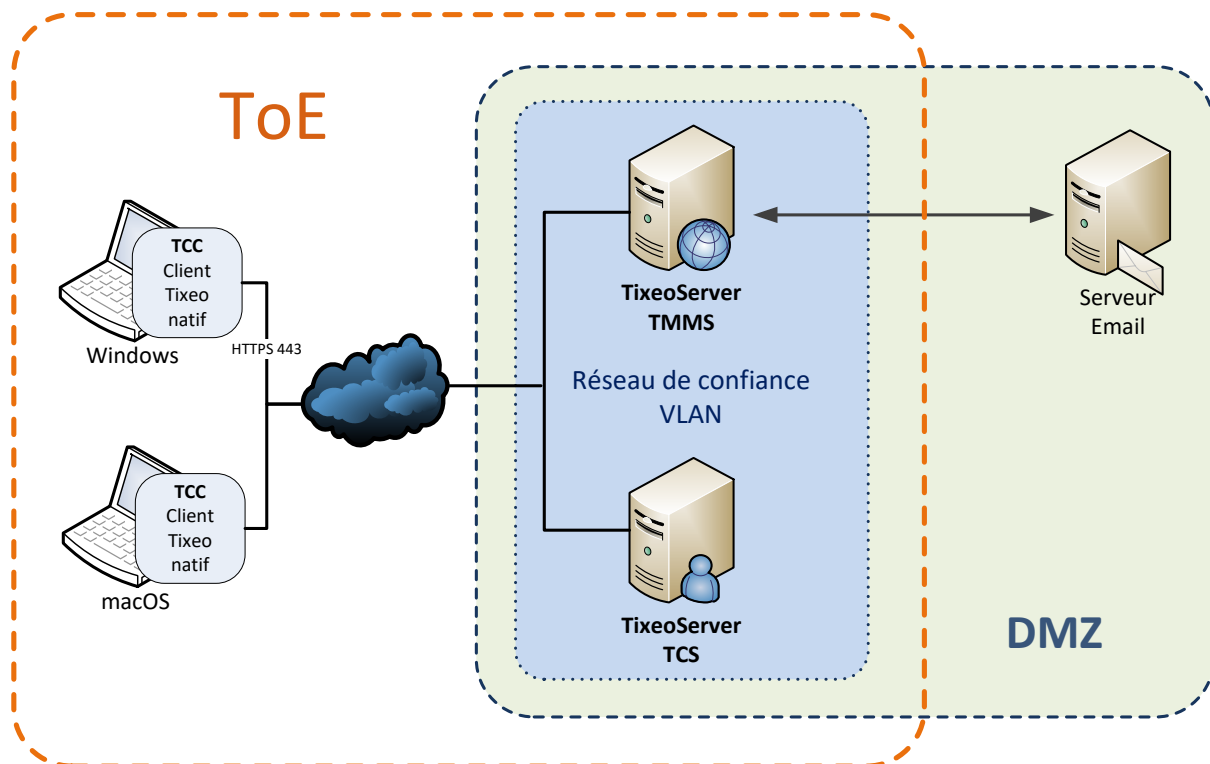 ToE
TCC
Client
Tixeo
natif
Windows
HTTPS 443
TCC
Client
Tixeo
natif
macOS
TixeoServer
TMMS
Réseau de confiance
VLAN
TixeoServer
TCS
Serveur
Email
DMZ